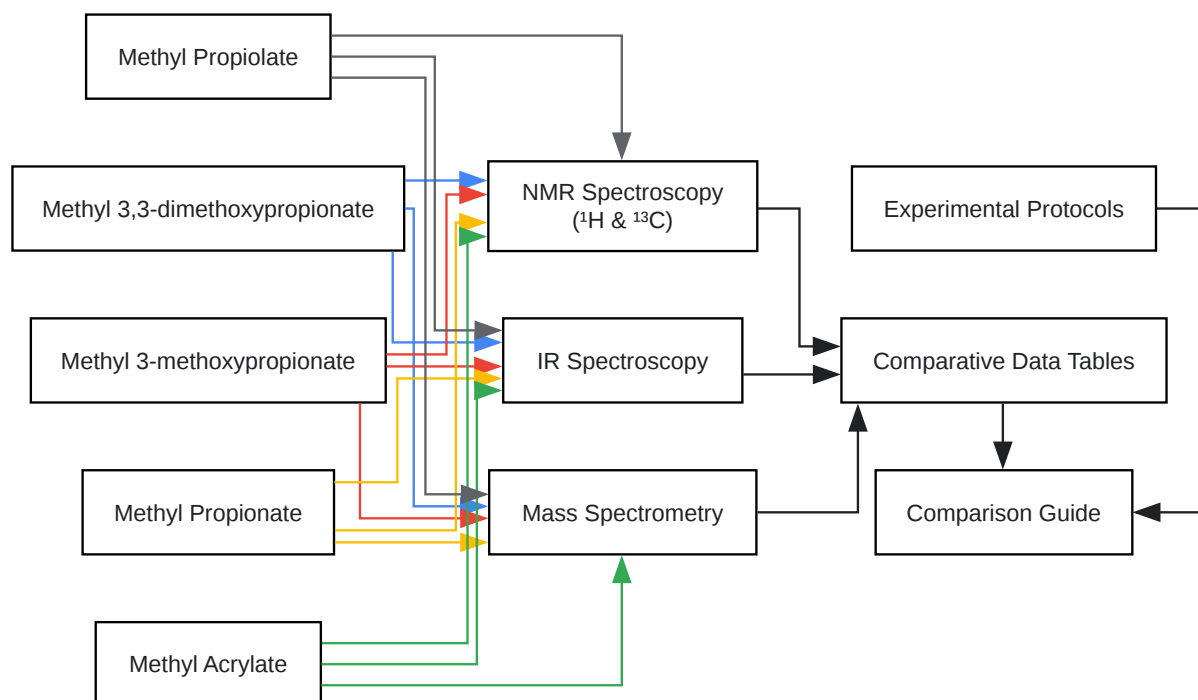 Methyl Propiolate
Methyl 3,3-dimethoxypropionate
NMR Spectroscopy
(¹H & ¹³C)
Experimental Protocols
Methyl 3-methoxypropionate
IR Spectroscopy
Comparative Data Tables
Methyl Propionate
Mass Spectrometry
Comparison Guide
Methyl Acrylate